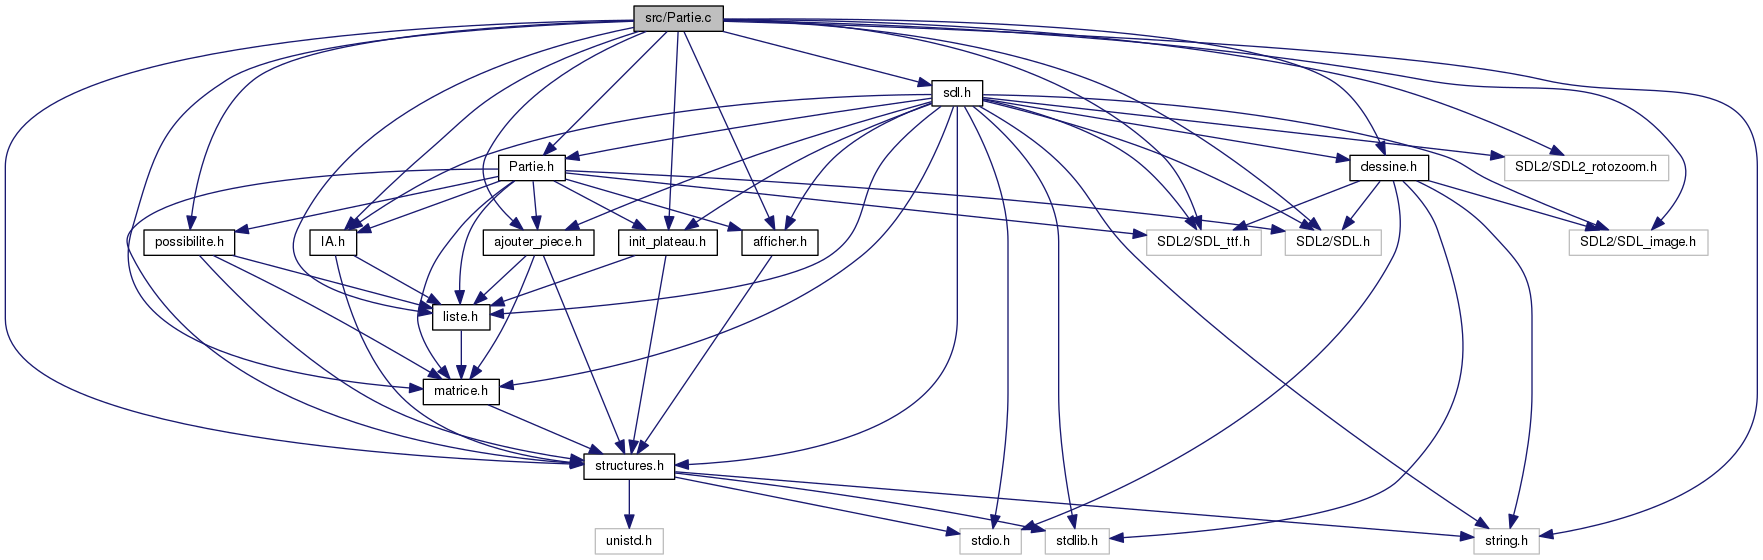 src/Partie.c
sdl.h
Partie.h
dessine.h
SDL2/SDL2_rotozoom.h
possibilite.h
IA.h
ajouter_piece.h
init_plateau.h
afficher.h
SDL2/SDL_ttf.h
SDL2/SDL.h
SDL2/SDL_image.h
liste.h
matrice.h
structures.h
unistd.h
stdio.h
stdlib.h
string.h